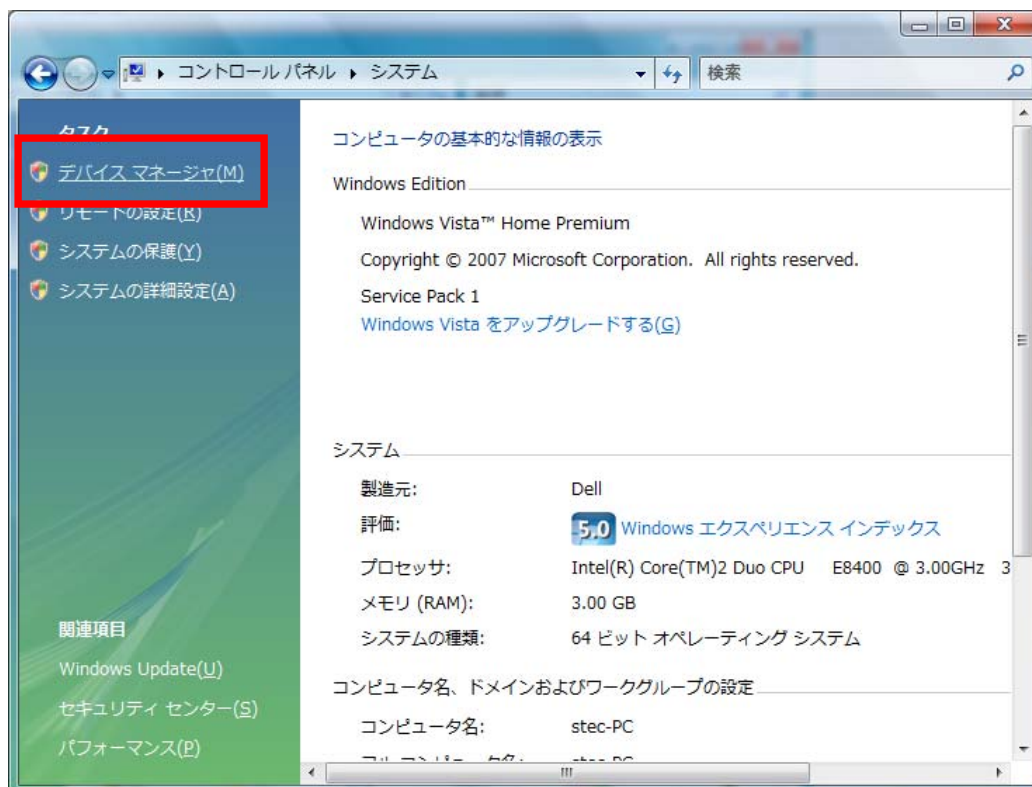 コントロール パネル ▸ システム
検索
タスク
デバイス マネージャ(M)
リモートの設定(R)
システムの保護(Y)
システムの詳細設定(A)
関連項目
Windows Update(U)
セキュリティ センター(S)
パフォーマンス(P)
コンピュータの基本的な情報の表示
Windows Edition
Windows Vista™ Home Premium
Copyright © 2007 Microsoft Corporation. All rights reserved.
Service Pack 1
Windows Vista をアップグレードする(G)
システム
製造元: Dell
評価: 5.0 Windows エクスペリエンス インデックス
プロセッサ: Intel(R) Core(TM)2 Duo CPU E8400 @ 3.00GHz 3
メモリ (RAM): 3.00 GB
システムの種類: 64 ビット オペレーティング システム
コンピュータ名、ドメインおよびワークグループの設定
コンピュータ名: stec-PC